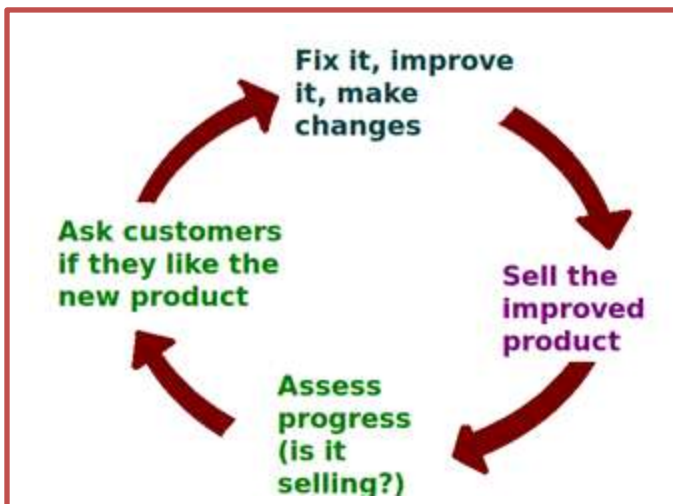 Fix it, improve
it, make
changes
Sell the
improved
product
Assess
progress
(is it
selling?)
Ask customers
if they like the
new product